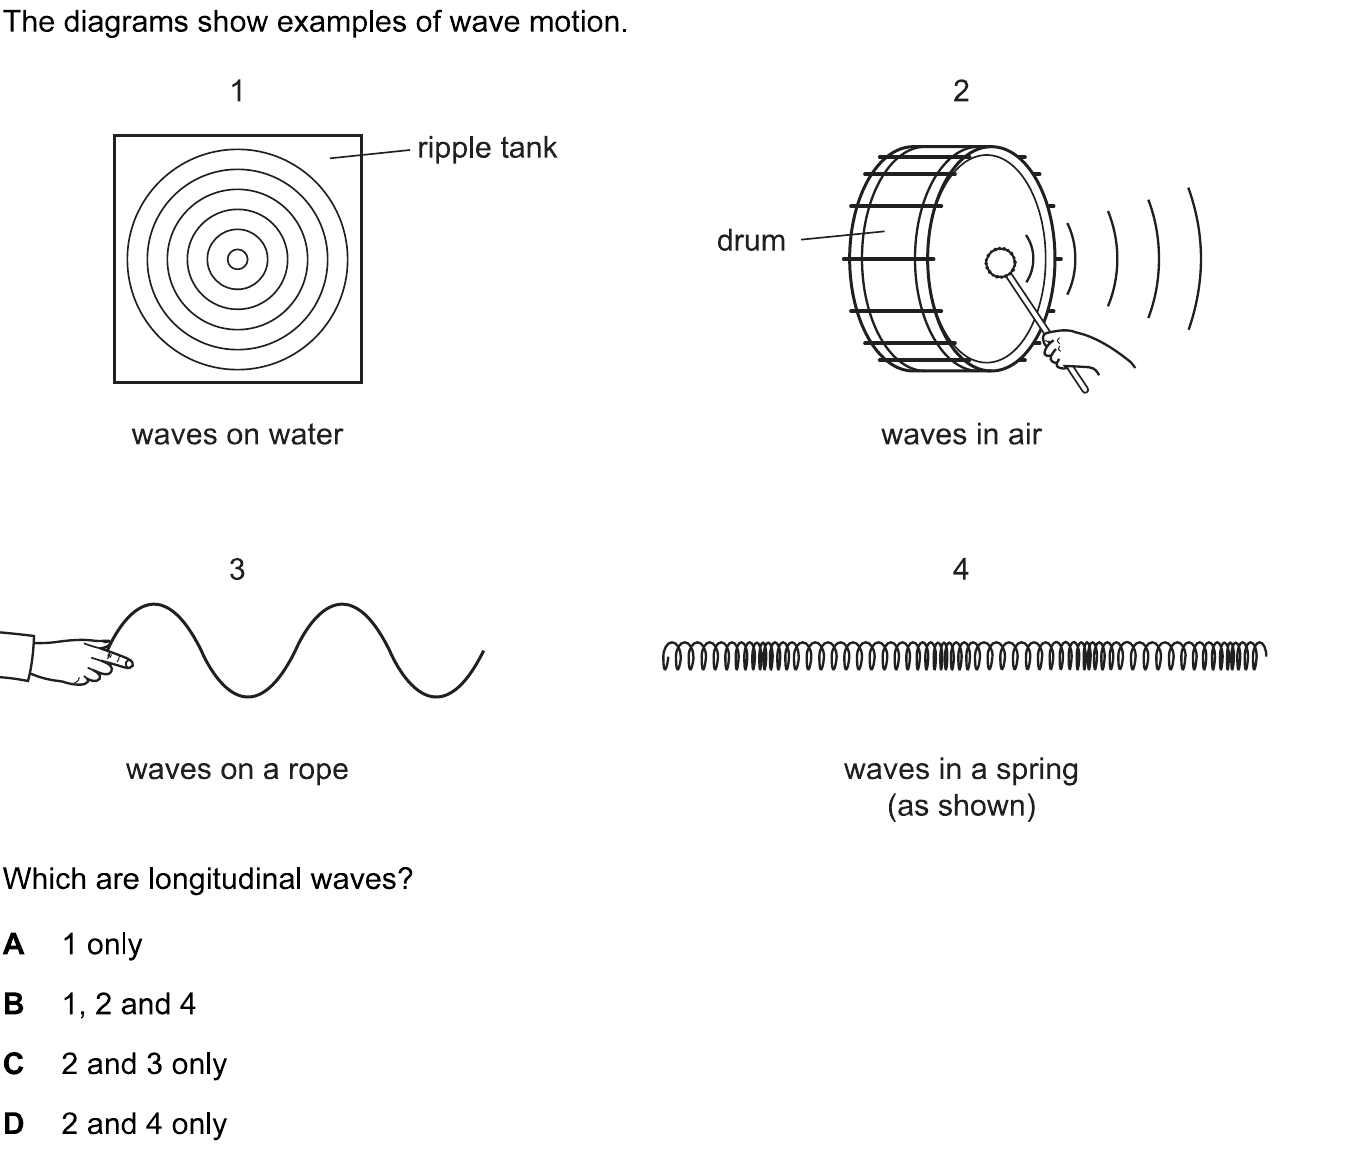 The diagrams show examples of wave motion.
1
2
ripple tank
drum
waves on water
waves in air
3
4
waves on a rope
waves in a spring
(as shown)
Which are longitudinal waves?
A 1 only
B 1, 2 and 4
C 2 and 3 only
D 2 and 4 only